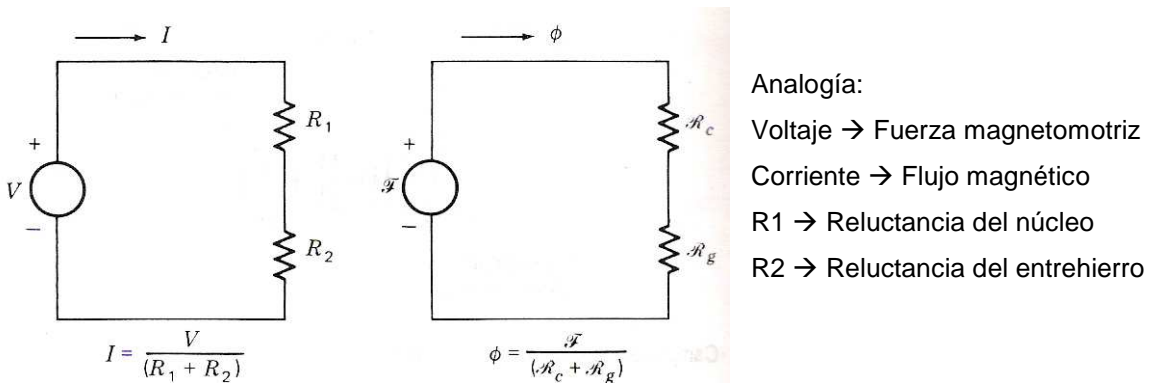 → I
+
V
−
R₁
R₂
I = V / (R₁ + R₂)
→ ϕ
+
ℱ
−
ℛc
ℛg
ϕ = ℱ / (ℛc + ℛg)
Analogía:
Voltaje → Fuerza magnetomotriz
Corriente → Flujo magnético
R1 → Reluctancia del núcleo
R2 → Reluctancia del entrehierro